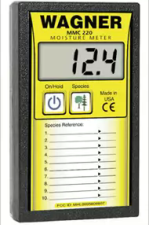 WAGNER
MMC 220
MOISTURE METER
12.4
On/Hold
Species
Made in
USA
CE
Species Reference:
1.
2.
3.
4.
5.
6.
7.
8.
9.
10.